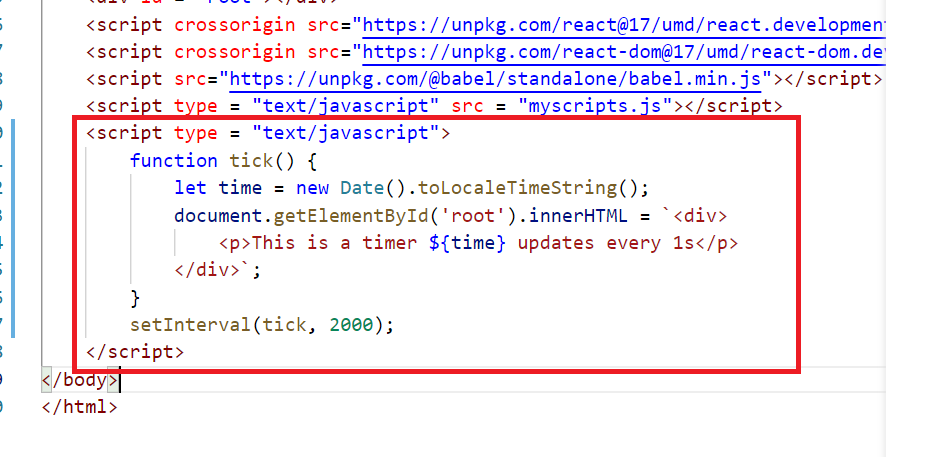 <div id = "root"></div>
<script crossorigin src="https://unpkg.com/react@17/umd/react.development
<script crossorigin src="https://unpkg.com/react-dom@17/umd/react-dom.de
<script src="https://unpkg.com/@babel/standalone/babel.min.js"></script>
<script type = "text/javascript" src = "myscripts.js"></script>
<script type = "text/javascript">
function tick() {
let time = new Date().toLocaleTimeString();
document.getElementById('root').innerHTML = `<div>
<p>This is a timer ${time} updates every 1s</p>
</div>`;
}
setInterval(tick, 2000);
</script>
</body>
</html>